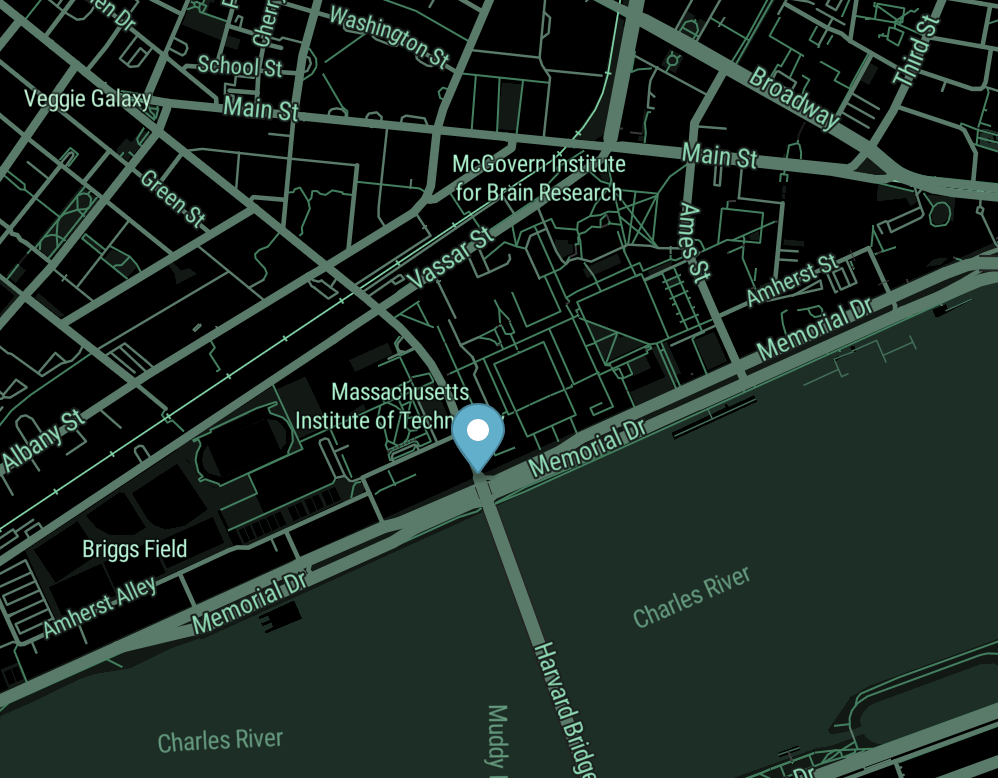 Washington St
School St
Veggie Galaxy
Main St
Broadway
Third St
Main St
McGovern Institute
for Brain Research
Green St
Vassar St
Ames St
Amherst St
Memorial Dr
Massachusetts
Institute of
Albany St
Memorial Dr
Briggs Field
Amherst Alley
Memorial Dr
Charles River
Harvard Bridge
Charles River
Muddy
Dr